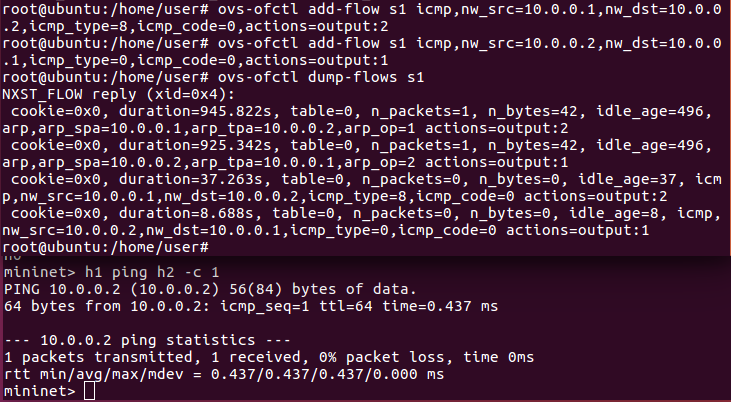 root@ubuntu:/home/user# ovs-ofctl add-flow s1 icmp,nw_src=10.0.0.1,nw_dst=10.0.0
.2,icmp_type=8,icmp_code=0,actions=output:2
root@ubuntu:/home/user# ovs-ofctl add-flow s1 icmp,nw_src=10.0.0.2,nw_dst=10.0.0
.1,icmp_type=0,icmp_code=0,actions=output:1
root@ubuntu:/home/user# ovs-ofctl dump-flows s1
NXST_FLOW reply (xid=0x4):
 cookie=0x0, duration=945.822s, table=0, n_packets=1, n_bytes=42, idle_age=496,
arp,arp_spa=10.0.0.1,arp_tpa=10.0.0.2,arp_op=1 actions=output:2
 cookie=0x0, duration=925.342s, table=0, n_packets=1, n_bytes=42, idle_age=496,
arp,arp_spa=10.0.0.2,arp_tpa=10.0.0.1,arp_op=2 actions=output:1
 cookie=0x0, duration=37.263s, table=0, n_packets=0, n_bytes=0, idle_age=37, icm
p,nw_src=10.0.0.1,nw_dst=10.0.0.2,icmp_type=8,icmp_code=0 actions=output:2
 cookie=0x0, duration=8.688s, table=0, n_packets=0, n_bytes=0, idle_age=8, icmp,
nw_src=10.0.0.2,nw_dst=10.0.0.1,icmp_type=0,icmp_code=0 actions=output:1
root@ubuntu:/home/user#
mininet> h1 ping h2 -c 1
PING 10.0.0.2 (10.0.0.2) 56(84) bytes of data.
64 bytes from 10.0.0.2: icmp_seq=1 ttl=64 time=0.437 ms
--- 10.0.0.2 ping statistics ---
1 packets transmitted, 1 received, 0% packet loss, time 0ms
rtt min/avg/max/mdev = 0.437/0.437/0.437/0.000 ms
mininet>